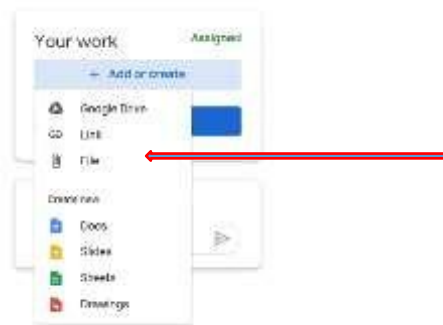 Your work Assigned
+ Add or create
Google Drive
Link
File
Create new
Docs
Slides
Sheets
Drawings